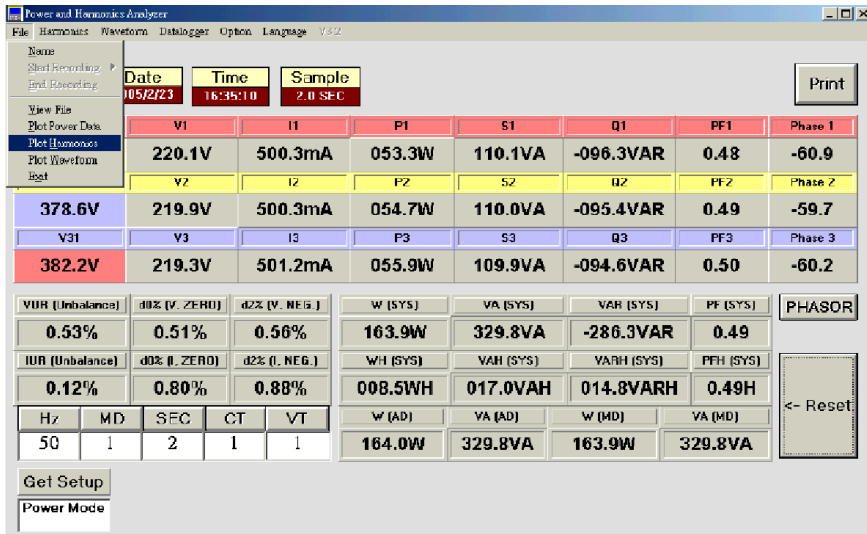 Power and Harmonics Analyzer
File Harmonics Waveform Datalogger Option Language V3.2
Name
Start Recording
End Recording
View File
Plot Power Data
Plot Harmonics
Plot Waveform
Exit
Date Time Sample
005/2/23 16:35:10 2.0 SEC
Print
V1 I1 P1 S1 Q1 PF1 Phase 1
220.1V 500.3mA 053.3W 110.1VA -096.3VAR 0.48 -60.9
V2 I2 P2 S2 Q2 PF2 Phase 2
378.6V 219.9V 500.3mA 054.7W 110.0VA -095.4VAR 0.49 -59.7
V31 V3 I3 P3 S3 Q3 PF3 Phase 3
382.2V 219.3V 501.2mA 055.9W 109.9VA -094.6VAR 0.50 -60.2
VUR (Unbalance) d0% (V. ZERO) d2% (V. NEG.) W (SYS) VA (SYS) VAR (SYS) PF (SYS) PHASOR
0.53% 0.51% 0.56% 163.9W 329.8VA -286.3VAR 0.49
IUR (Unbalance) d0% (I. ZERO) d2% (I. NEG.) WH (SYS) VAH (SYS) VARH (SYS) PFH (SYS)
0.12% 0.80% 0.88% 008.5WH 017.0VAH 014.8VARH 0.49H
<- Reset
Hz MD SEC CT VT W (AD) VA (AD) W (MD) VA (MD)
50 1 2 1 1 164.0W 329.8VA 163.9W 329.8VA
Get Setup
Power Mode